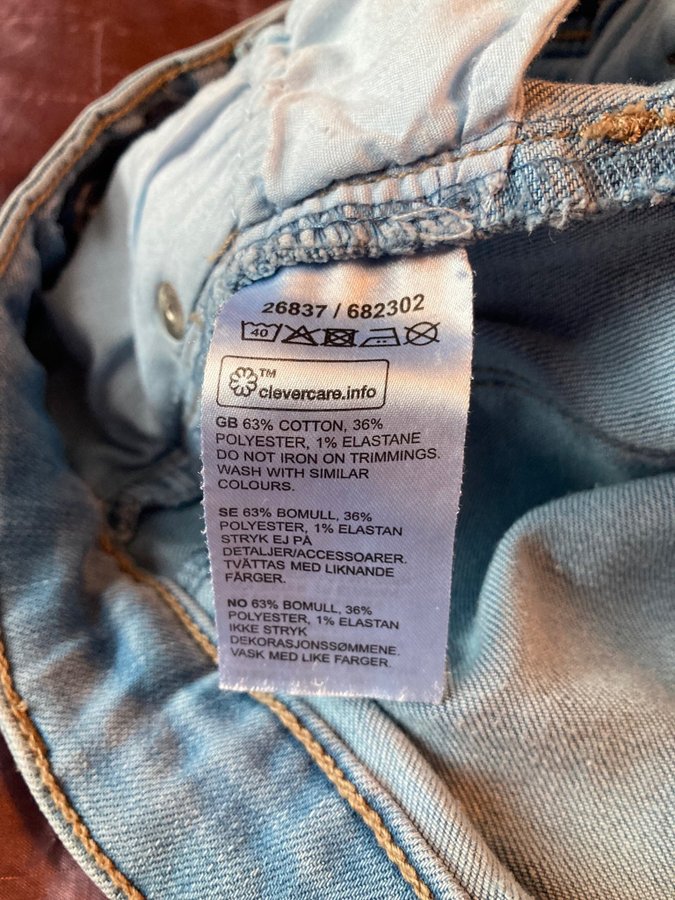 26837 / 682302
40
TM
clevercare.info
GB 63% COTTON, 36%
POLYESTER, 1% ELASTANE
DO NOT IRON ON TRIMMINGS.
WASH WITH SIMILAR
COLOURS.
SE 63% BOMULL, 36%
POLYESTER, 1% ELASTAN
STRYK EJ PÅ
DETALJER/ACCESSOARER.
TVÄTTAS MED LIKNANDE
FÄRGER.
NO 63% BOMULL, 36%
POLYESTER, 1% ELASTAN
IKKE STRYK
DEKORASJONSSØMMENE.
VASK MED LIKE FARGER.